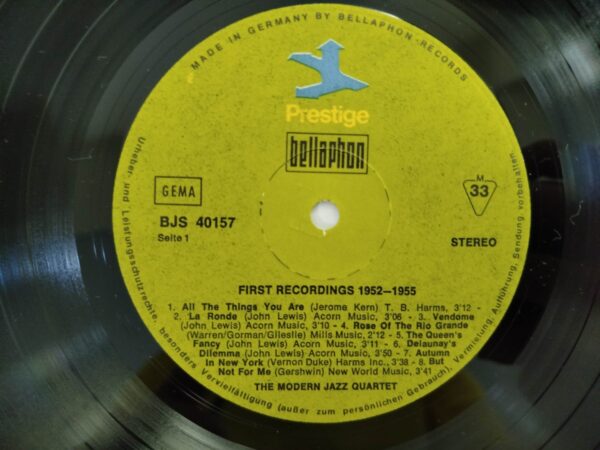 MADE IN GERMANY BY BELLAPHON-RECORDS
Prestige
bellaphon
GEMA
M
33
BJS 40157
Seite 1
STEREO
FIRST RECORDINGS 1952—1955
1. All The Things You Are (Jerome Kern) T. B. Harms, 3'12 -
2. La Ronde (John Lewis) Acorn Music, 3'06 - 3. Vendome
(John Lewis) Acorn Music, 3'10 - 4. Rose Of The Rio Grande
(Warren/Gorman/Glleslie) Mills Music, 2'12 - 5. The Queen's
Fancy (John Lewis) Acorn Music, 3'11 - 6. Delaunay's
Dilemma (John Lewis) Acorn Music, 3'50 - 7. Autumn
In New York (Vernon Duke) Harms Inc., 3'38 - 8. But
Not For Me (Gershwin) New World Music, 3'41
THE MODERN JAZZ QUARTET
Urheber- und Leistungsschutzrechte, besonders Vervielfältigung (außer zum persönlichen Gebrauch), Vermietung, Aufführung, Sendung vorbehalten.